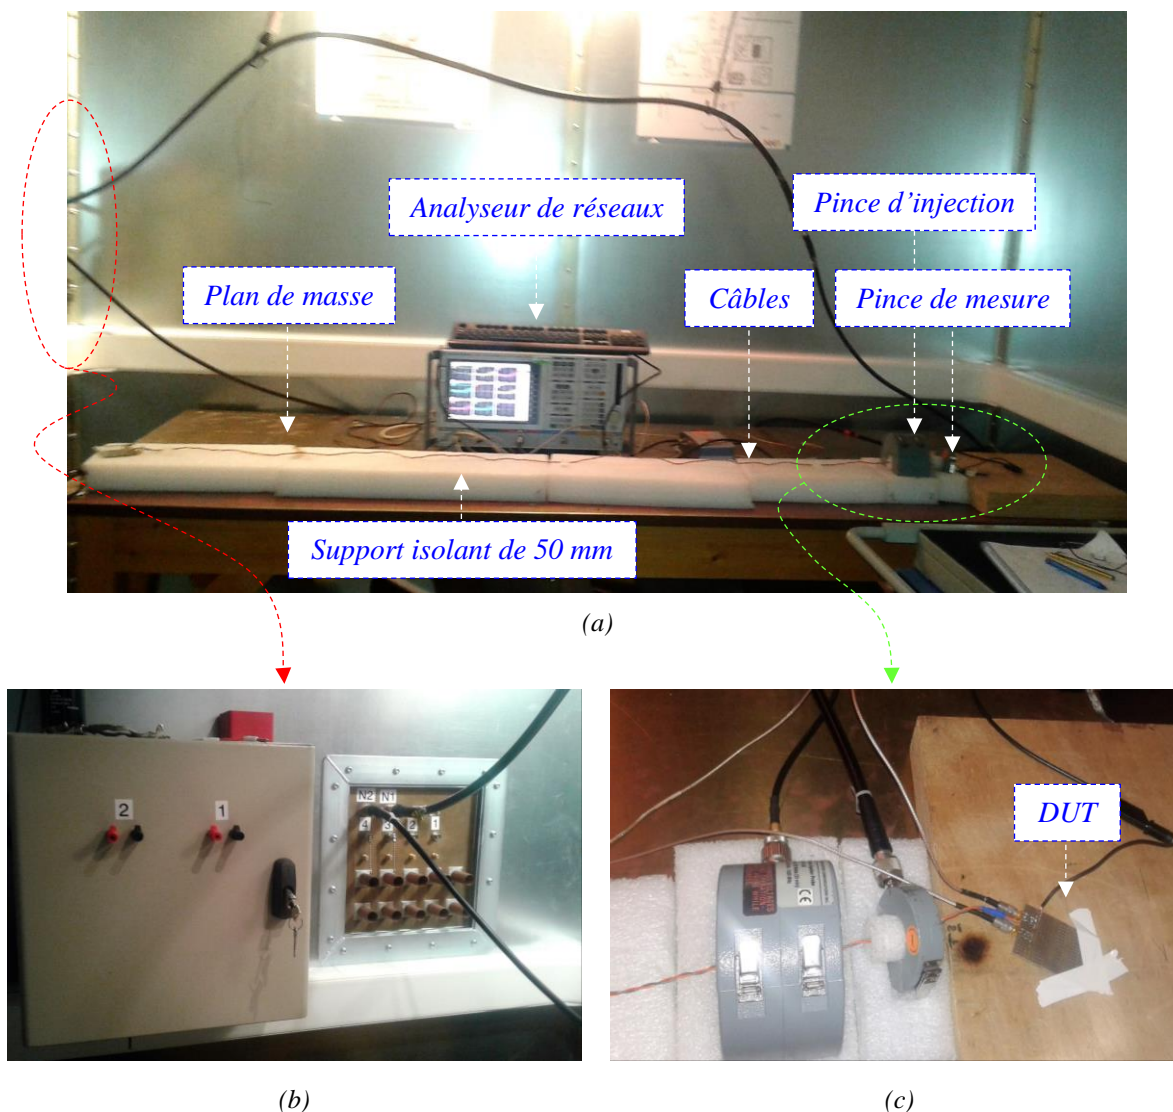 Analyseur de réseaux
Pince d'injection
Plan de masse
Câbles
Pince de mesure
Support isolant de 50 mm
(a)
2
1
N2 N1
4 3 2 1
DUT
(b)
(c)